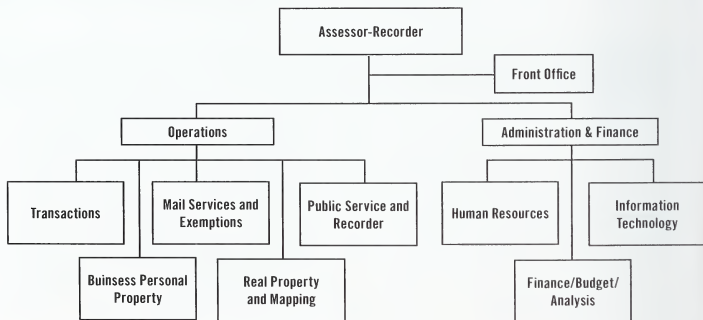 Assessor-Recorder
Front Office
Operations
Administration & Finance
Transactions
Mail Services and
Exemptions
Public Service and
Recorder
Human Resources
Information
Technology
Buinsess Personal
Property
Real Property
and Mapping
Finance/Budget/
Analysis